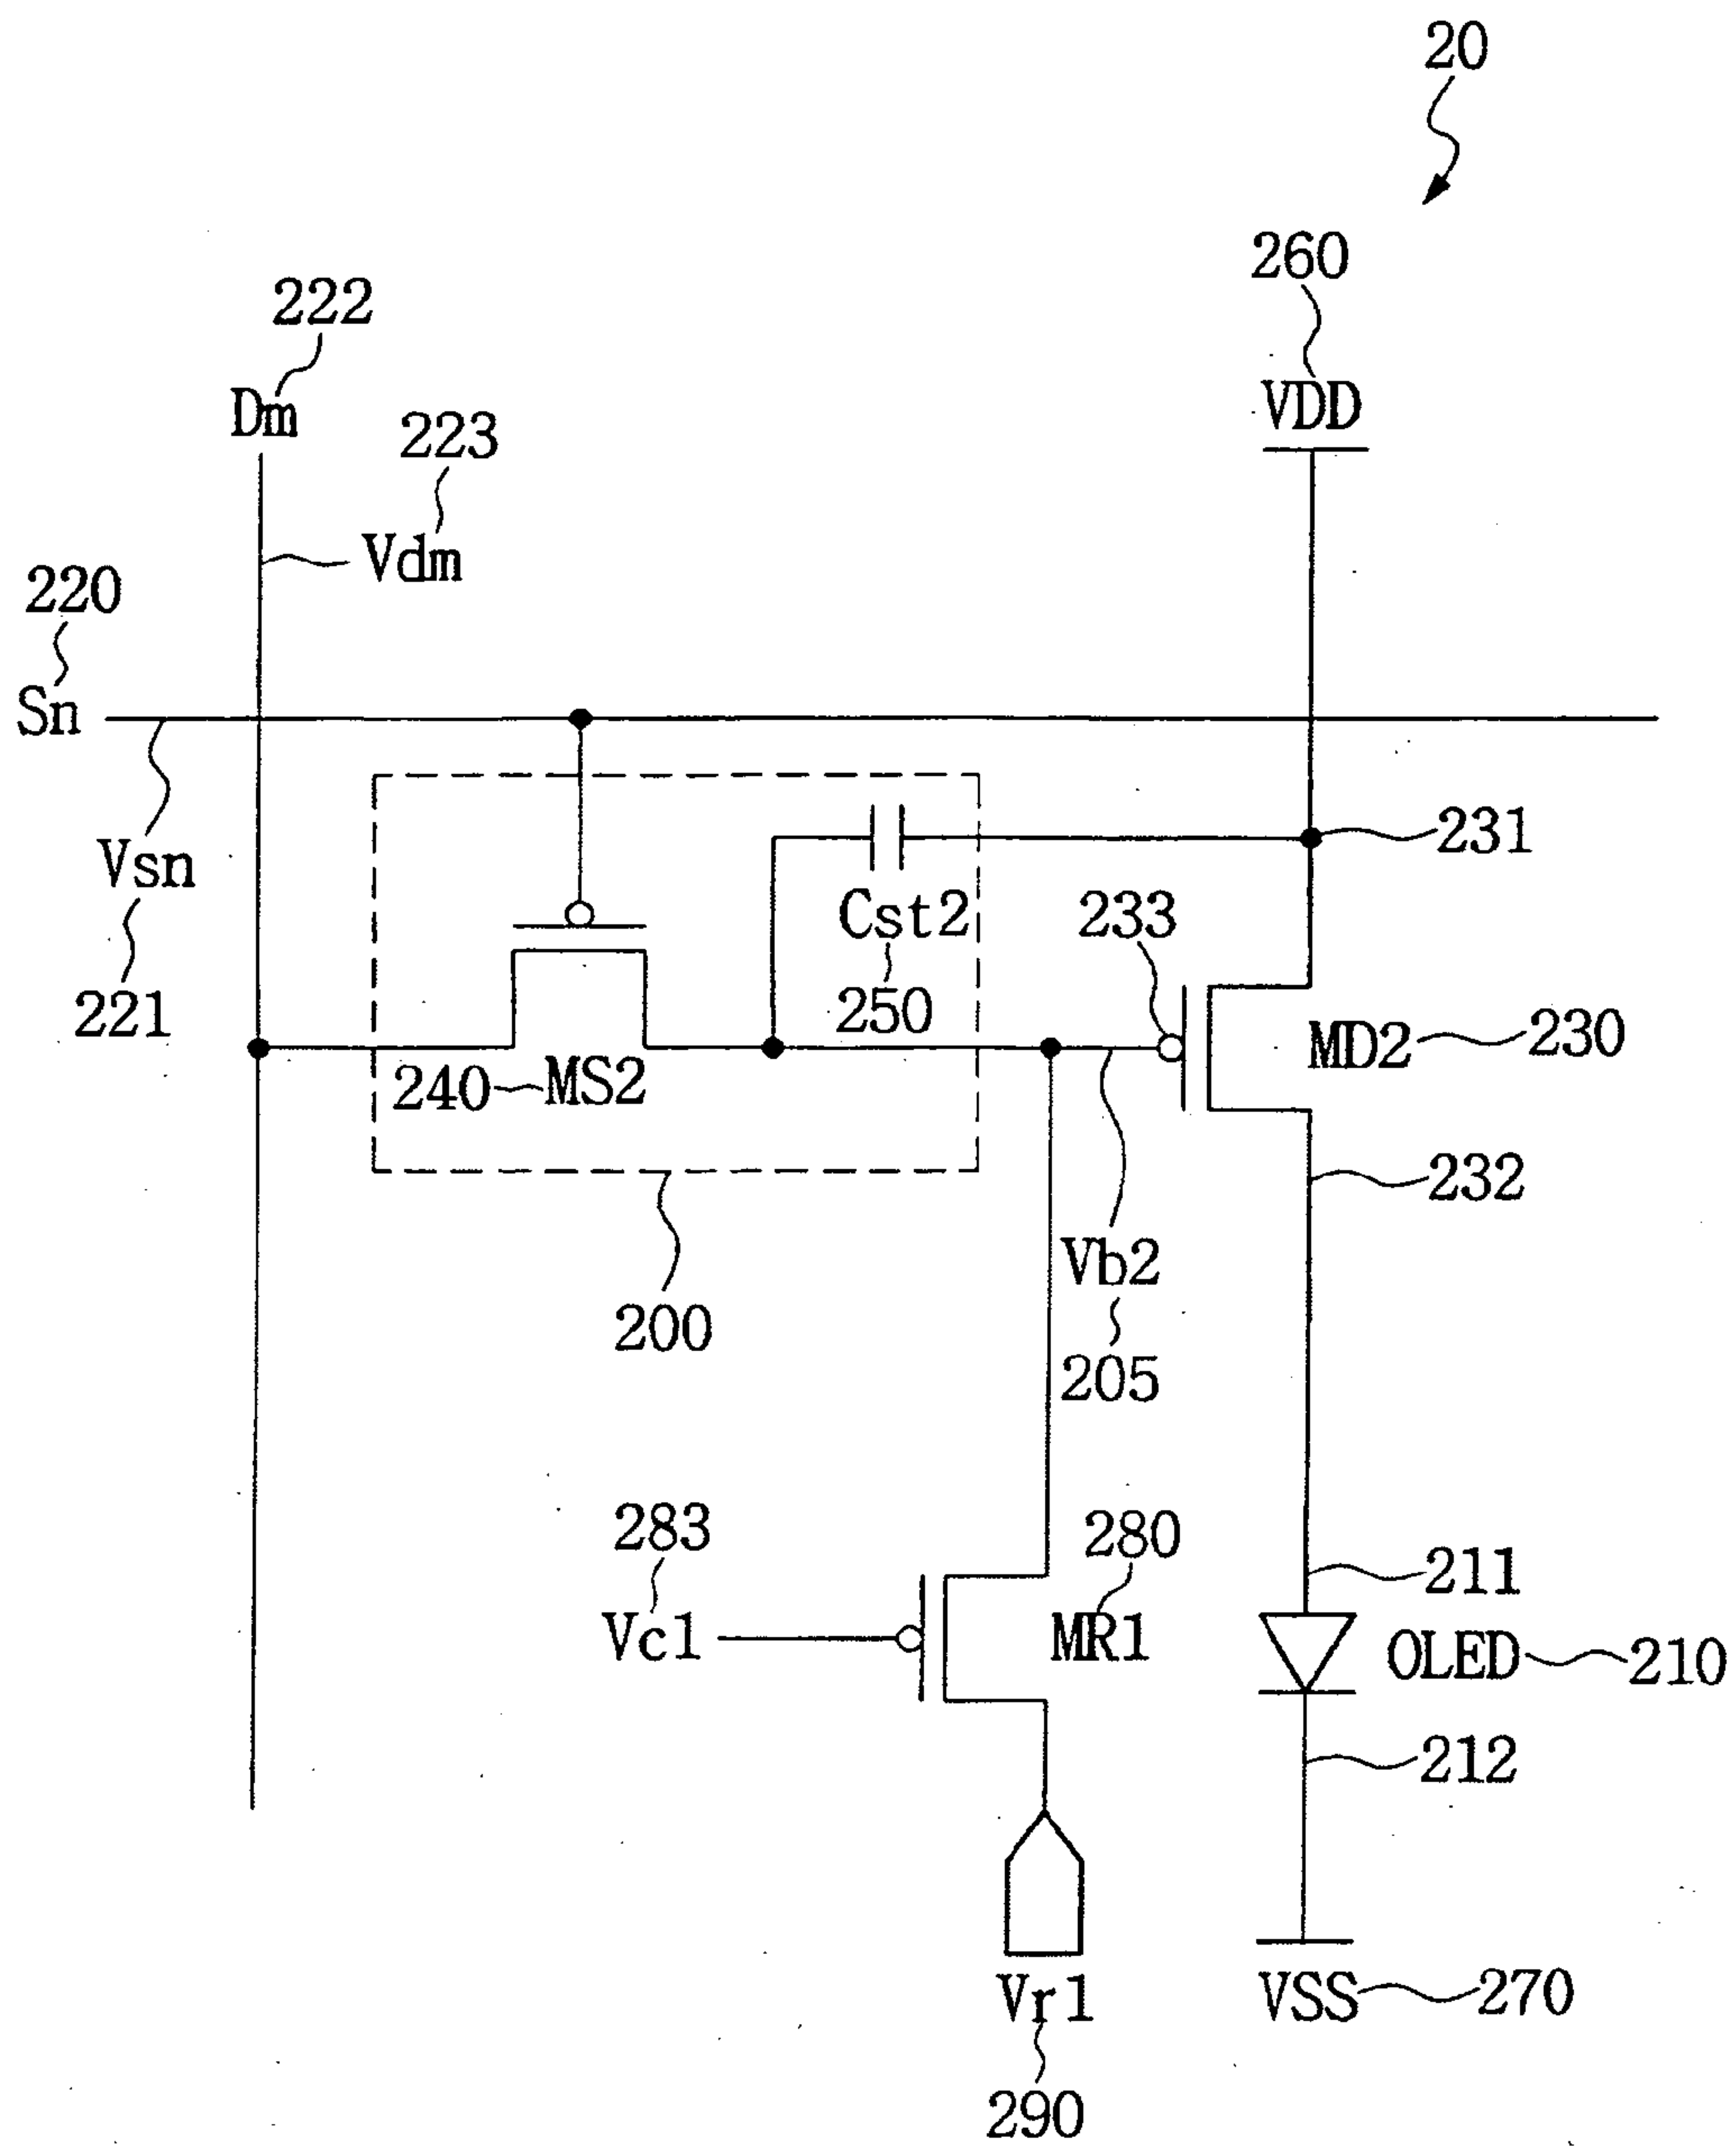 20
260
VDD
222
Dm
223
Vdm
220
Sn
Vsn
221
231
Cst2
250
233
MD2 230
240 MS2
232
200
Vb2
205
283
Vc1
280
MR1
211
OLED 210
212
Vr1
290
VSS 270